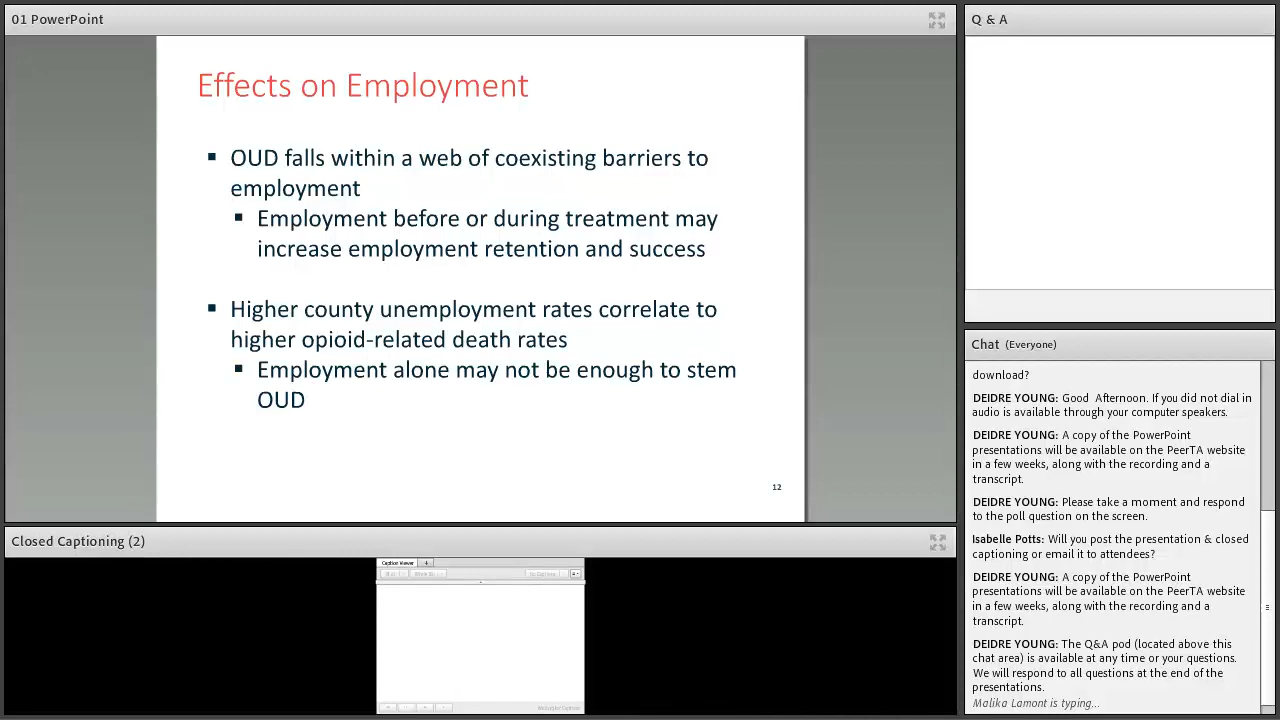 01 PowerPoint
Effects on Employment
▪ OUD falls within a web of coexisting barriers to
employment
▪ Employment before or during treatment may
increase employment retention and success
▪ Higher county unemployment rates correlate to
higher opioid-related death rates
▪ Employment alone may not be enough to stem
OUD
12
Closed Captioning (2)
Caption Viewer
Q & A
Chat (Everyone)
download?
DEIDRE YOUNG: Good  Afternoon. If you did not dial in
audio is available through your computer speakers.
DEIDRE YOUNG: A copy of the PowerPoint
presentations will be available on the PeerTA website
in a few weeks, along with the recording and a
transcript.
DEIDRE YOUNG: Please take a moment and respond
to the poll question on the screen.
Isabelle Potts: Will you post the presentation & closed
captioning or email it to attendees?
DEIDRE YOUNG: A copy of the PowerPoint
presentations will be available on the PeerTA website
in a few weeks, along with the recording and a
transcript.
DEIDRE YOUNG: The Q&A pod (located above this
chat area) is available at any time or your questions.
We will respond to all questions at the end of the
presentations.
Malika Lamont is typing...